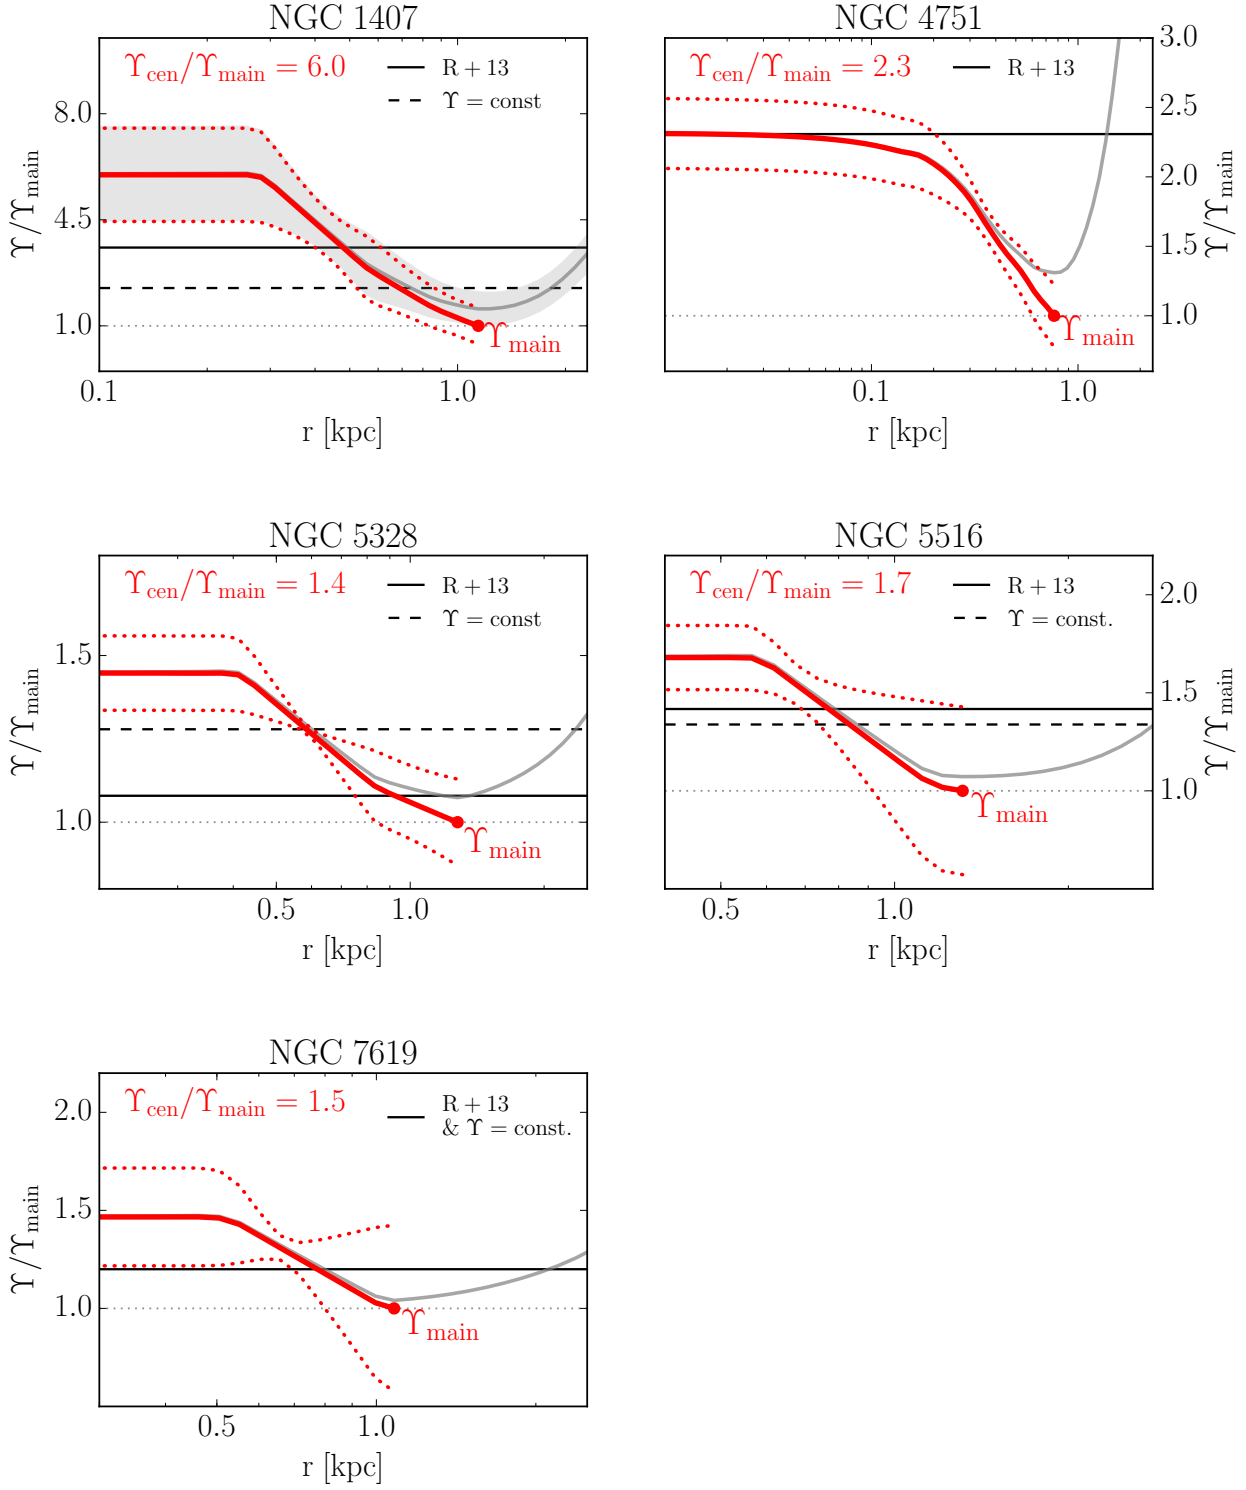 NGC 1407
ϒcen/ϒmain = 6.0
R + 13
ϒ = const
8.0
4.5
1.0
ϒ/ϒmain
ϒmain
0.1
1.0
r [kpc]
NGC 4751
ϒcen/ϒmain = 2.3
R + 13
3.0
2.5
2.0
1.5
1.0
ϒ/ϒmain
ϒmain
0.1
1.0
r [kpc]
NGC 5328
ϒcen/ϒmain = 1.4
R + 13
ϒ = const
1.5
1.0
ϒ/ϒmain
ϒmain
0.5
1.0
r [kpc]
NGC 5516
ϒcen/ϒmain = 1.7
R + 13
ϒ = const.
2.0
1.5
1.0
ϒ/ϒmain
ϒmain
0.5
1.0
r [kpc]
NGC 7619
ϒcen/ϒmain = 1.5
R + 13
& ϒ = const.
2.0
1.5
1.0
ϒ/ϒmain
ϒmain
0.5
1.0
r [kpc]